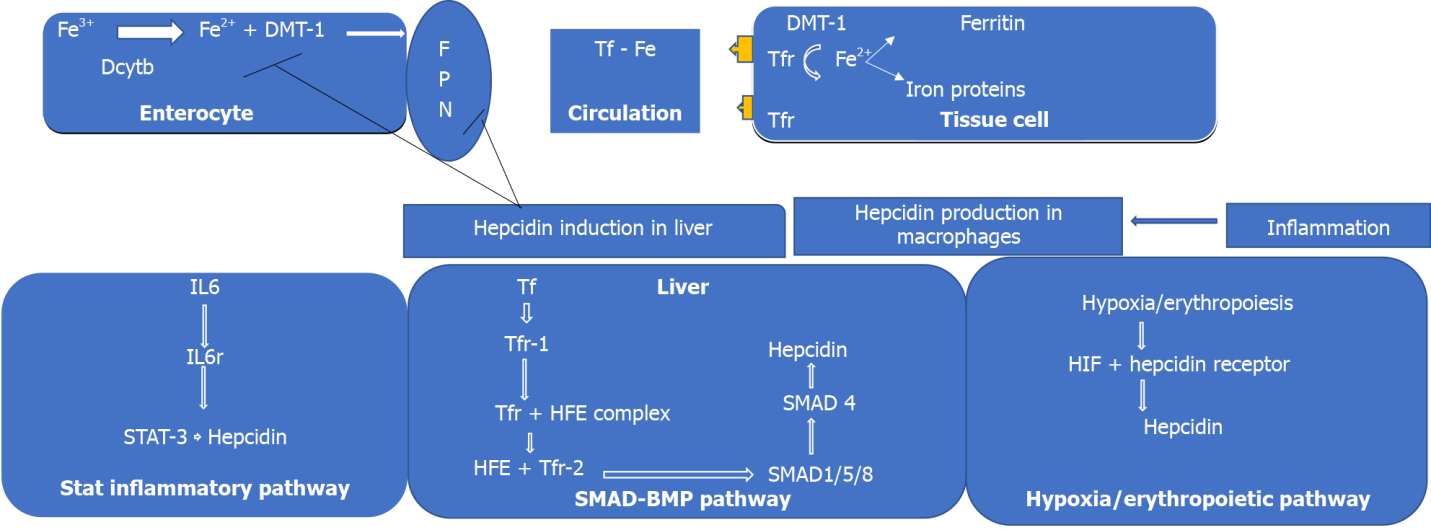 Fe3+
Fe2+ + DMT-1
Dcytb
Enterocyte
F
P
N
Tf - Fe
Circulation
DMT-1
Ferritin
Tfr
Fe2+
Iron proteins
Tfr
Tissue cell
Hepcidin induction in liver
Hepcidin production in
macrophages
Inflammation
IL6
IL6r
STAT-3
Hepcidin
Stat inflammatory pathway
Tf
Liver
Tfr-1
Tfr + HFE complex
HFE + Tfr-2
SMAD1/5/8
SMAD 4
Hepcidin
SMAD-BMP pathway
Hypoxia/erythropoiesis
HIF + hepcidin receptor
Hepcidin
Hypoxia/erythropoietic pathway